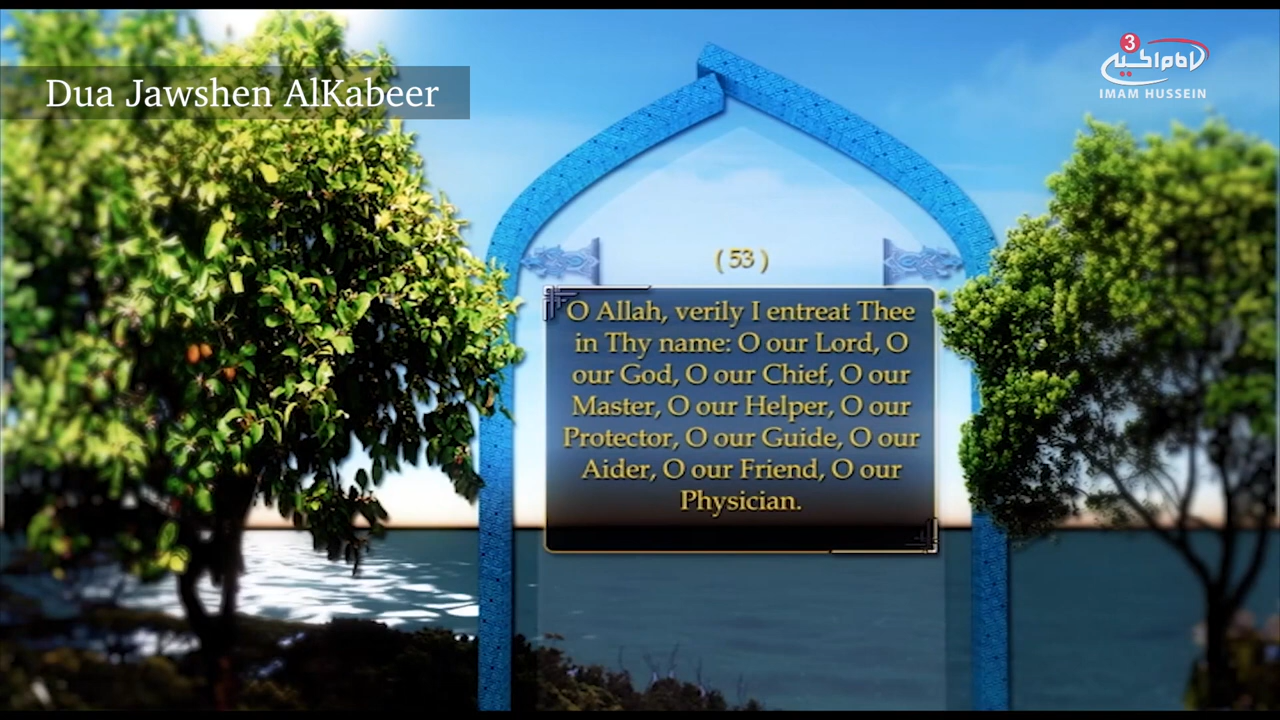 Dua Jawshen AlKabeer
3
IMAM HUSSEIN
( 53 )
O Allah, verily I entreat Thee
in Thy name: O our Lord, O
our God, O our Chief, O our
Master, O our Helper, O our
Protector, O our Guide, O our
Aider, O our Friend, O our
Physician.